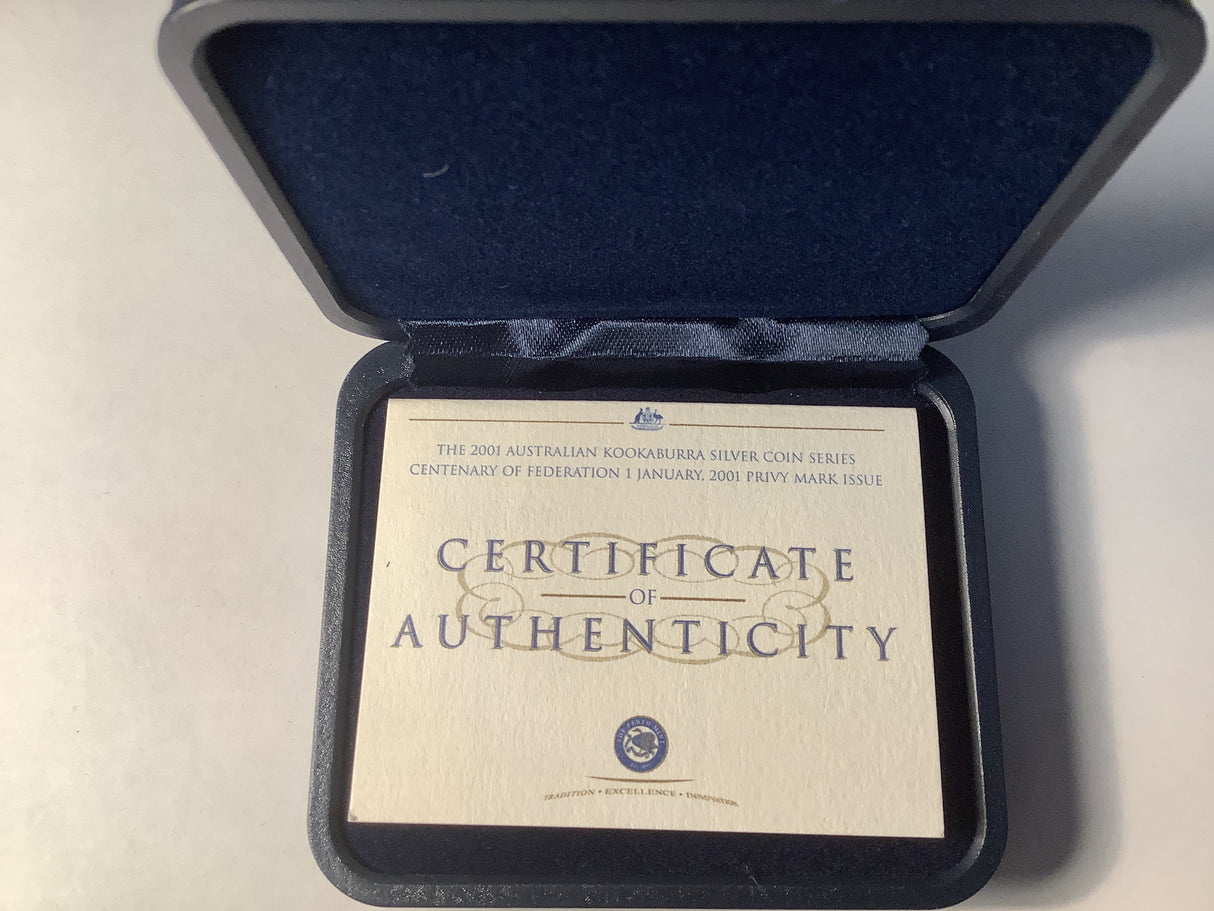 THE 2001 AUSTRALIAN KOOKABURRA SILVER COIN SERIES
CENTENARY OF FEDERATION 1 JANUARY, 2001 PRIVY MARK ISSUE
CERTIFICATE
OF
AUTHENTICITY
THE PERTH MINT
TRADITION • EXCELLENCE • INNOVATION